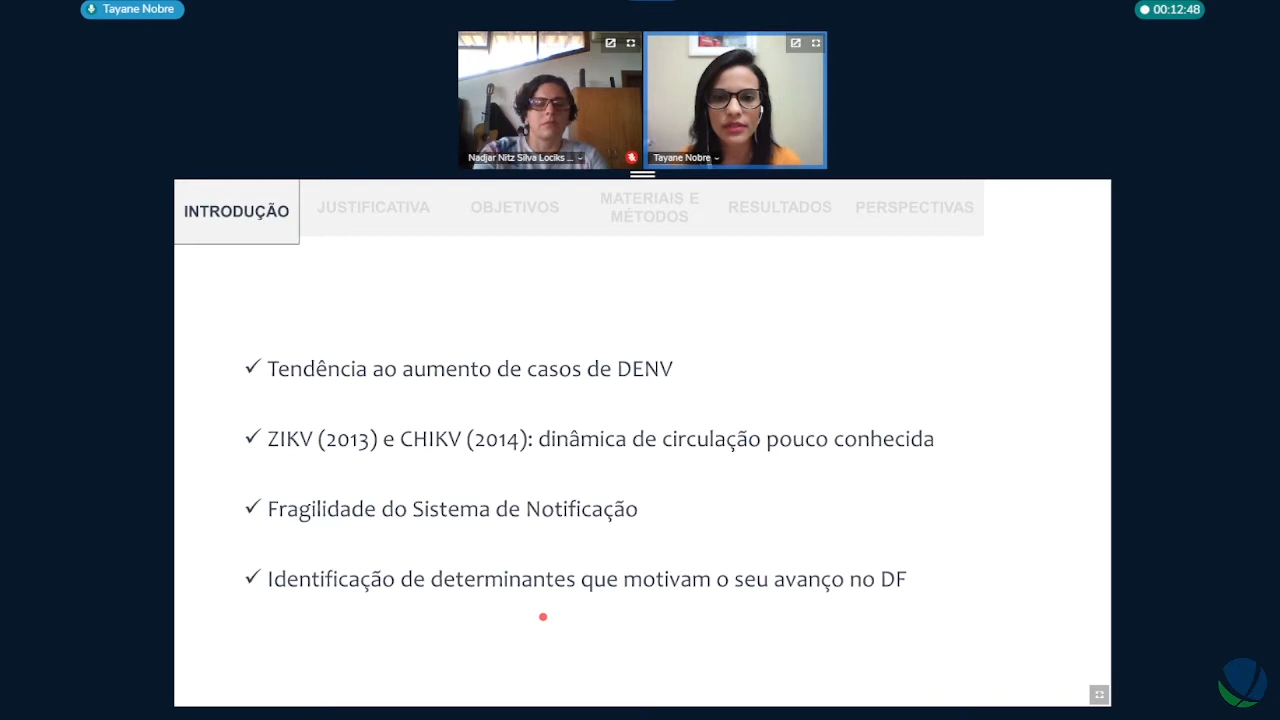 Tayane Nobre
00:12:48
Nadjar Nitz Silva Lociks ...
Tayane Nobre
INTRODUÇÃO
JUSTIFICATIVA
OBJETIVOS
MATERIAIS E
MÉTODOS
RESULTADOS
PERSPECTIVAS
✓ Tendência ao aumento de casos de DENV
✓ ZIKV (2013) e CHIKV (2014): dinâmica de circulação pouco conhecida
✓ Fragilidade do Sistema de Notificação
✓ Identificação de determinantes que motivam o seu avanço no DF